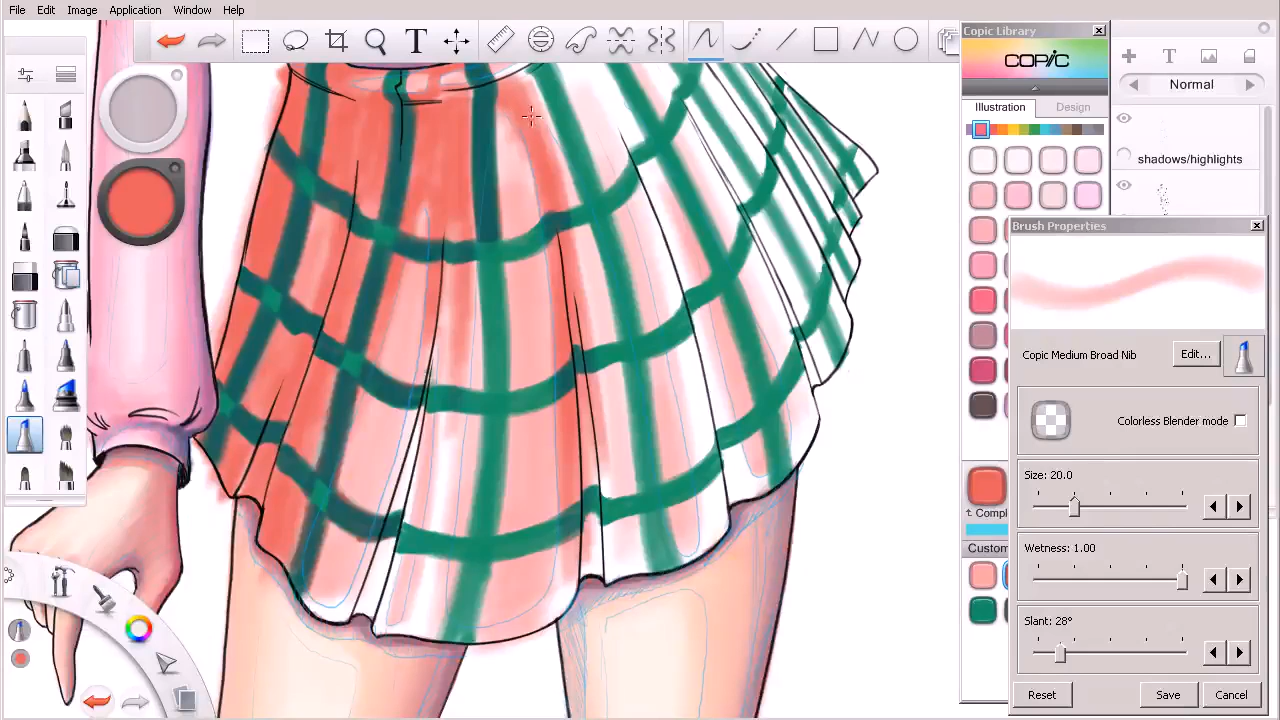 File Edit Image Application Window Help
T
Copic Library
COPIC
T
Normal
Illustration Design
shadows/highlights
Brush Properties
Copic Medium Broad Nib Edit...
Colorless Blender mode
Size: 20.0
Compl
Wetness: 1.00
Custom
Slant: 28°
Reset Save Cancel